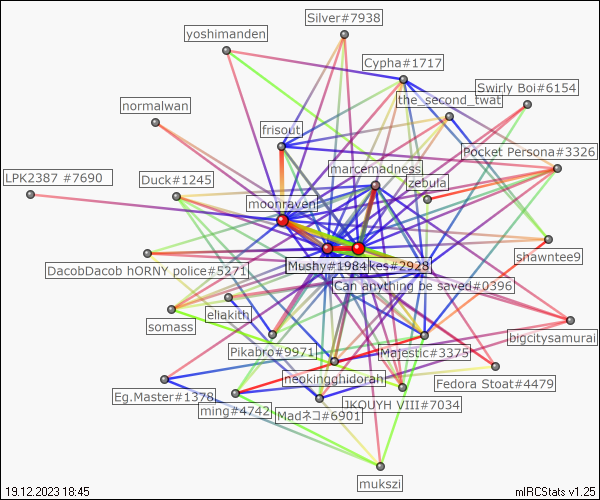 Silver#7938
yoshimanden
Cypha#1717
Swirly Boi#6154
the_second_twat
normalwan
frisout
Pocket Persona#3326
marcemadness
LPK2387 #7690
Duck#1245
zebula
moonraven
shawntee9
Mushy#1984
kes#2928
DacobDacob hORNY police#5271
Can anything be saved#0396
eliakith
somass
bigcitysamurai
Pikabro#9971
Majestic#3375
neokingghidorah
Fedora Stoat#4479
Eg.Master#1378
IKOUYH VIII#7034
ming#4742
Madネコ#6901
mukszi
19.12.2023 18:45
mIRCStats v1.25